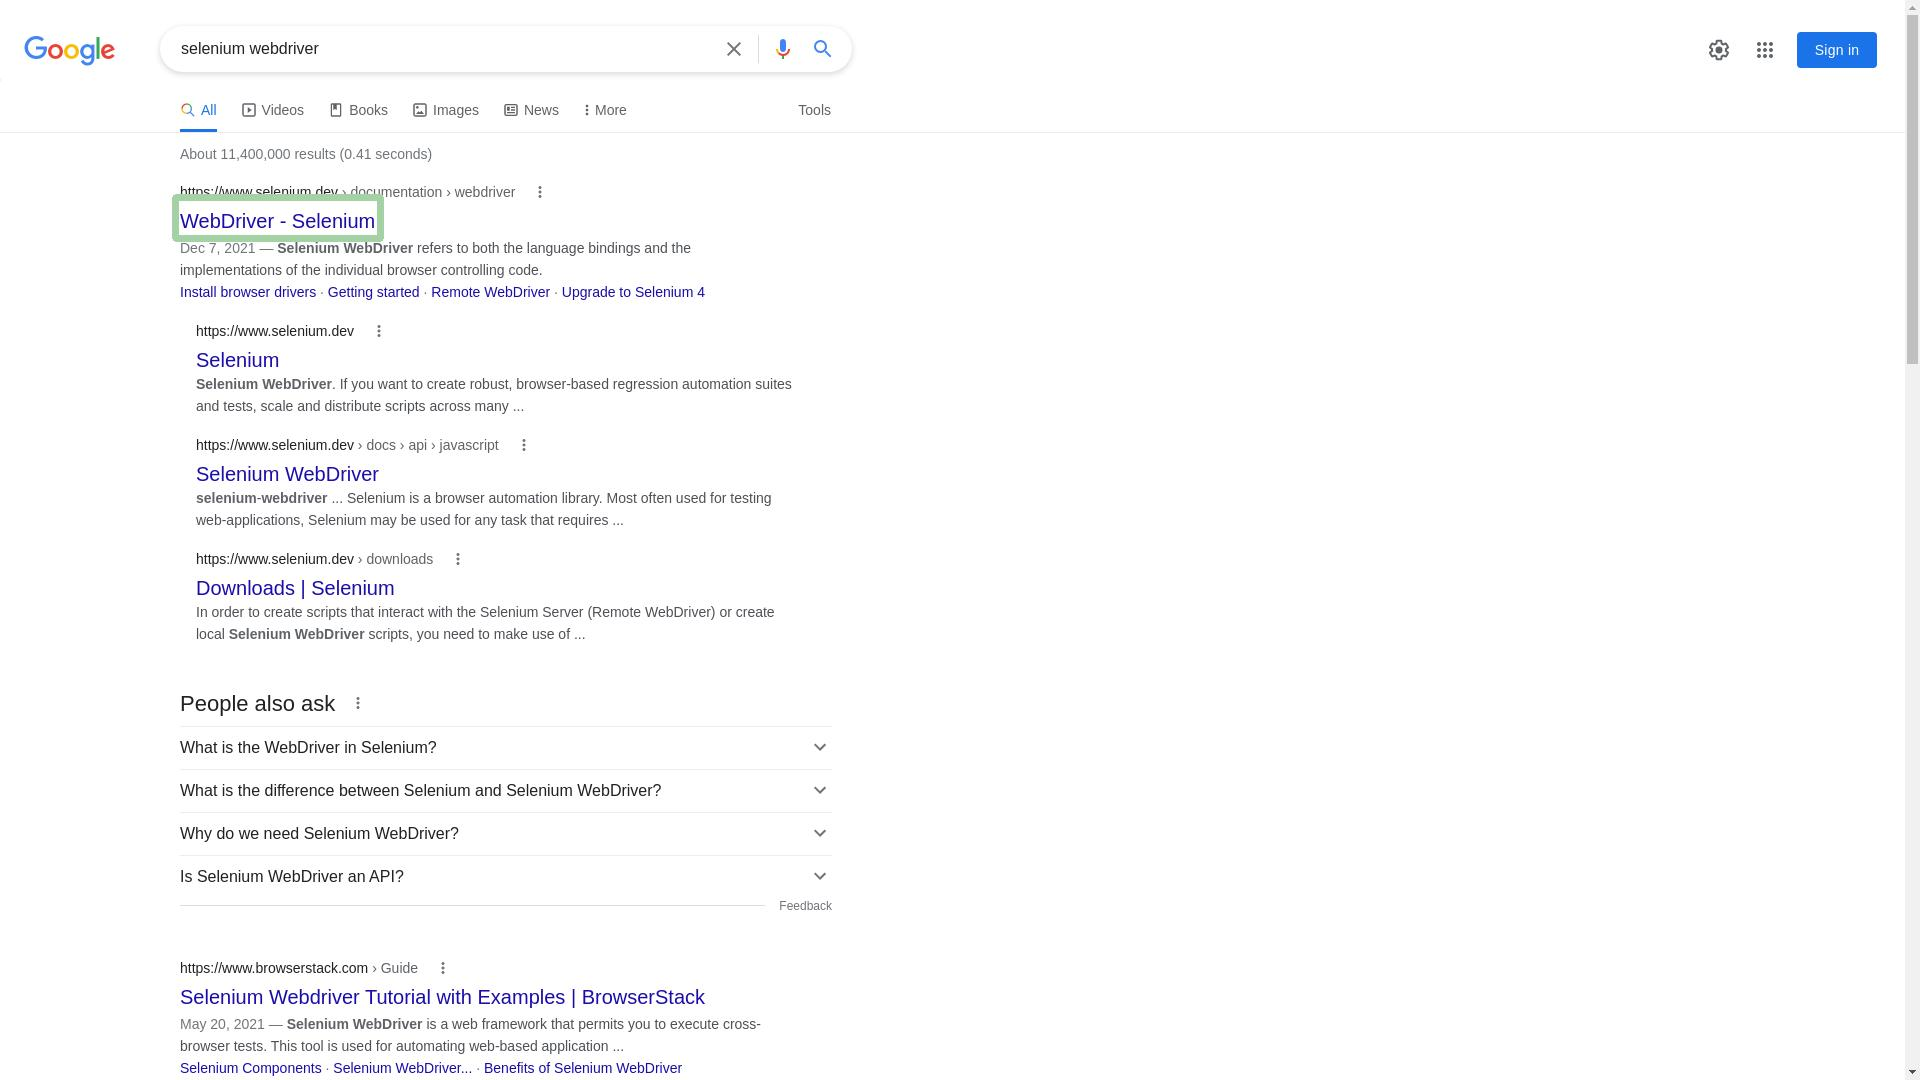 Google
selenium webdriver
Sign in
All Videos Books Images News More Tools
About 11,400,000 results (0.41 seconds)
https://www.selenium.dev › documentation › webdriver
WebDriver - Selenium
Dec 7, 2021 — Selenium WebDriver refers to both the language bindings and the
implementations of the individual browser controlling code.
Install browser drivers · Getting started · Remote WebDriver · Upgrade to Selenium 4
https://www.selenium.dev
Selenium
Selenium WebDriver. If you want to create robust, browser-based regression automation suites
and tests, scale and distribute scripts across many ...
https://www.selenium.dev › docs › api › javascript
Selenium WebDriver
selenium-webdriver ... Selenium is a browser automation library. Most often used for testing
web-applications, Selenium may be used for any task that requires ...
https://www.selenium.dev › downloads
Downloads | Selenium
In order to create scripts that interact with the Selenium Server (Remote WebDriver) or create
local Selenium WebDriver scripts, you need to make use of ...
People also ask
What is the WebDriver in Selenium?
What is the difference between Selenium and Selenium WebDriver?
Why do we need Selenium WebDriver?
Is Selenium WebDriver an API?
Feedback
https://www.browserstack.com › Guide
Selenium Webdriver Tutorial with Examples | BrowserStack
May 20, 2021 — Selenium WebDriver is a web framework that permits you to execute cross-
browser tests. This tool is used for automating web-based application ...
Selenium Components · Selenium WebDriver... · Benefits of Selenium WebDriver